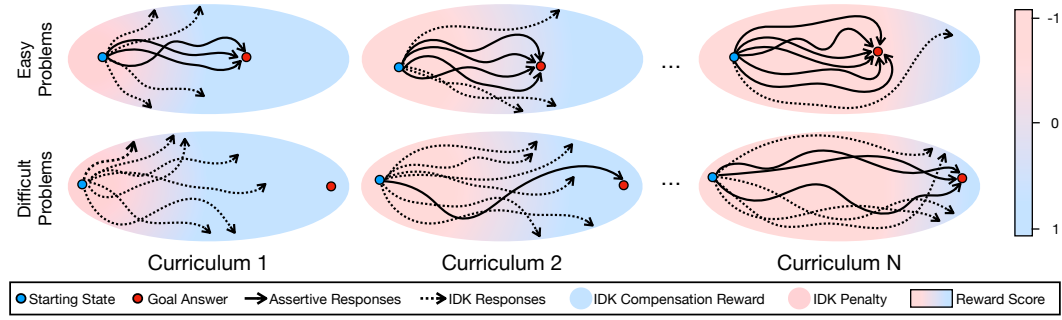 Easy
Problems
...
-1
0
1
Difficult
Problems
...
Curriculum 1
Curriculum 2
Curriculum N
Starting State
Goal Answer
Assertive Responses
IDK Responses
IDK Compensation Reward
IDK Penalty
Reward Score